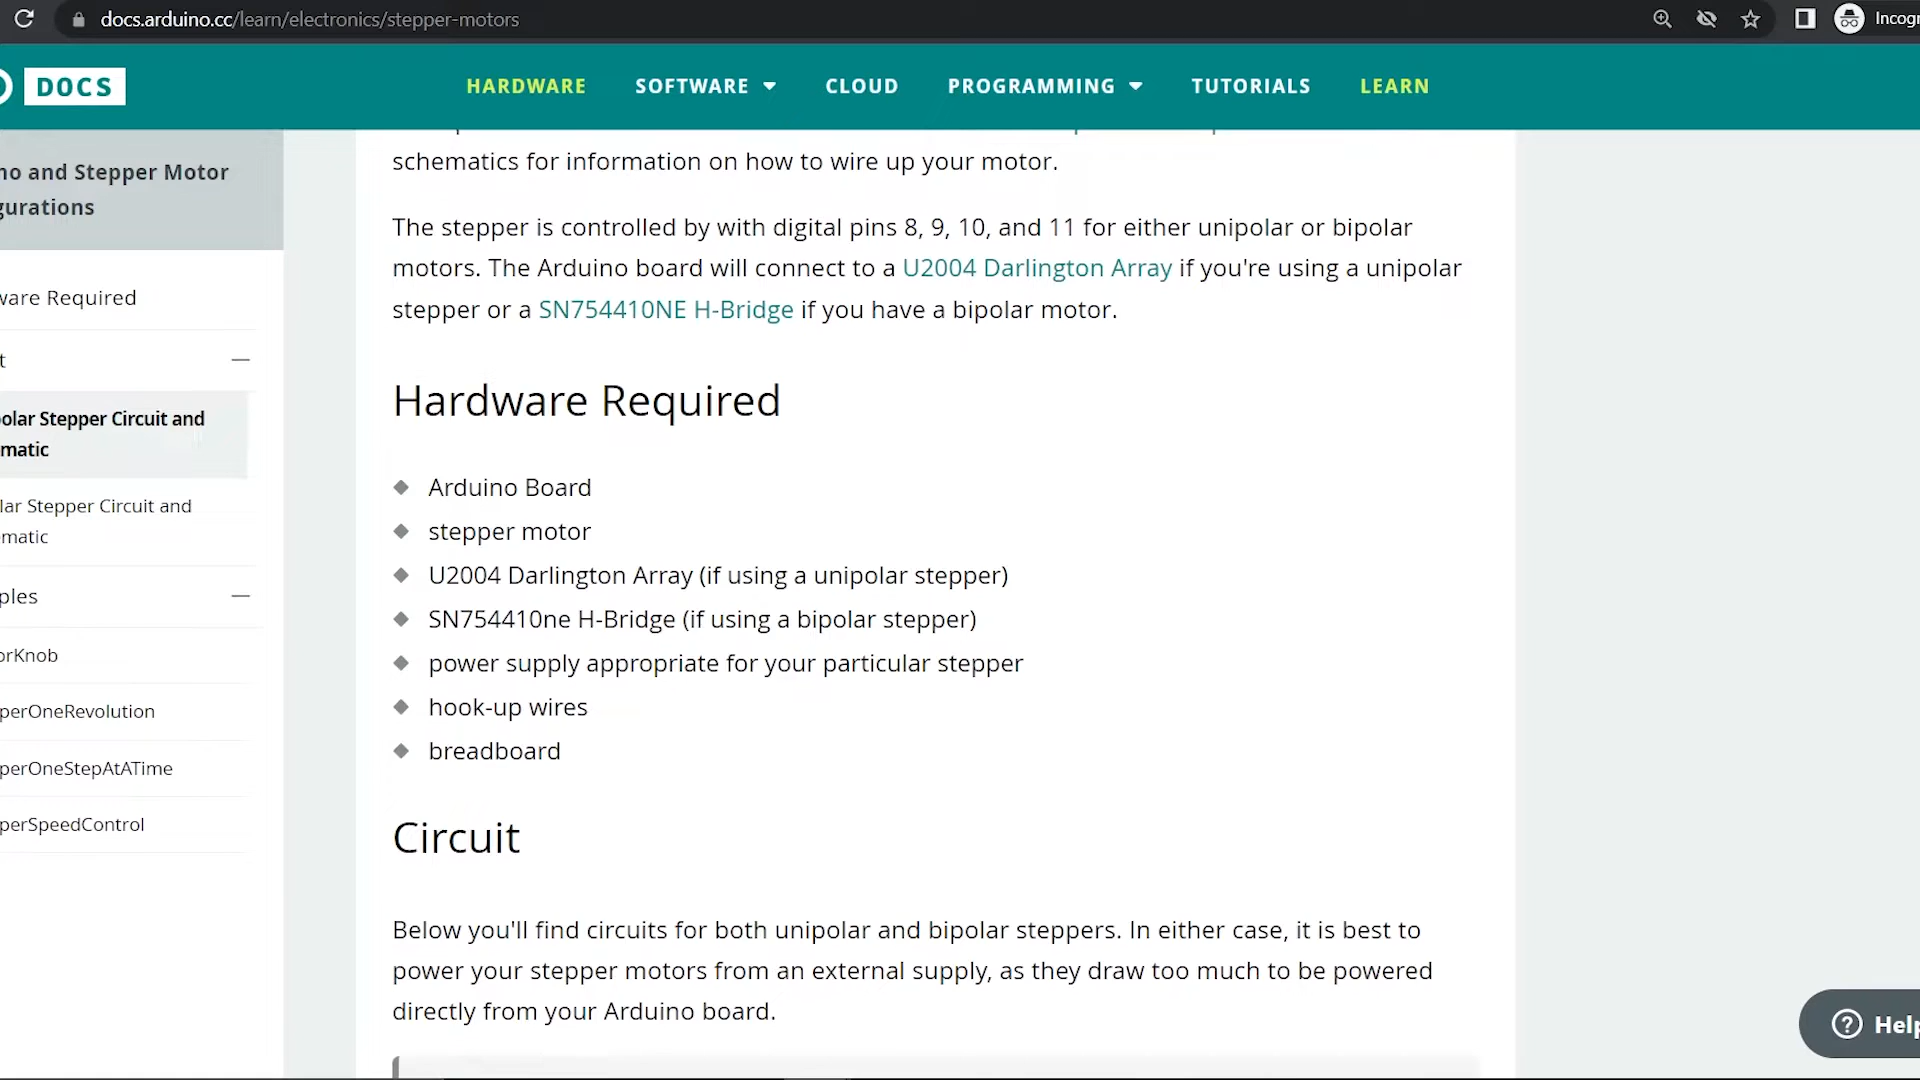 docs.arduino.cc/learn/electronics/stepper-motors
Incogn
DOCS
HARDWARE
SOFTWARE
CLOUD
PROGRAMMING
TUTORIALS
LEARN
no and Stepper Motor
gurations
ware Required
t
olar Stepper Circuit and
matic
lar Stepper Circuit and
matic
ples
orKnob
perOneRevolution
perOneStepAtATime
perSpeedControl
schematics for information on how to wire up your motor.
The stepper is controlled by with digital pins 8, 9, 10, and 11 for either unipolar or bipolar
motors. The Arduino board will connect to a U2004 Darlington Array if you're using a unipolar
stepper or a SN754410NE H-Bridge if you have a bipolar motor.
Hardware Required
Arduino Board
stepper motor
U2004 Darlington Array (if using a unipolar stepper)
SN754410ne H-Bridge (if using a bipolar stepper)
power supply appropriate for your particular stepper
hook-up wires
breadboard
Circuit
Below you'll find circuits for both unipolar and bipolar steppers. In either case, it is best to
power your stepper motors from an external supply, as they draw too much to be powered
directly from your Arduino board.
Help